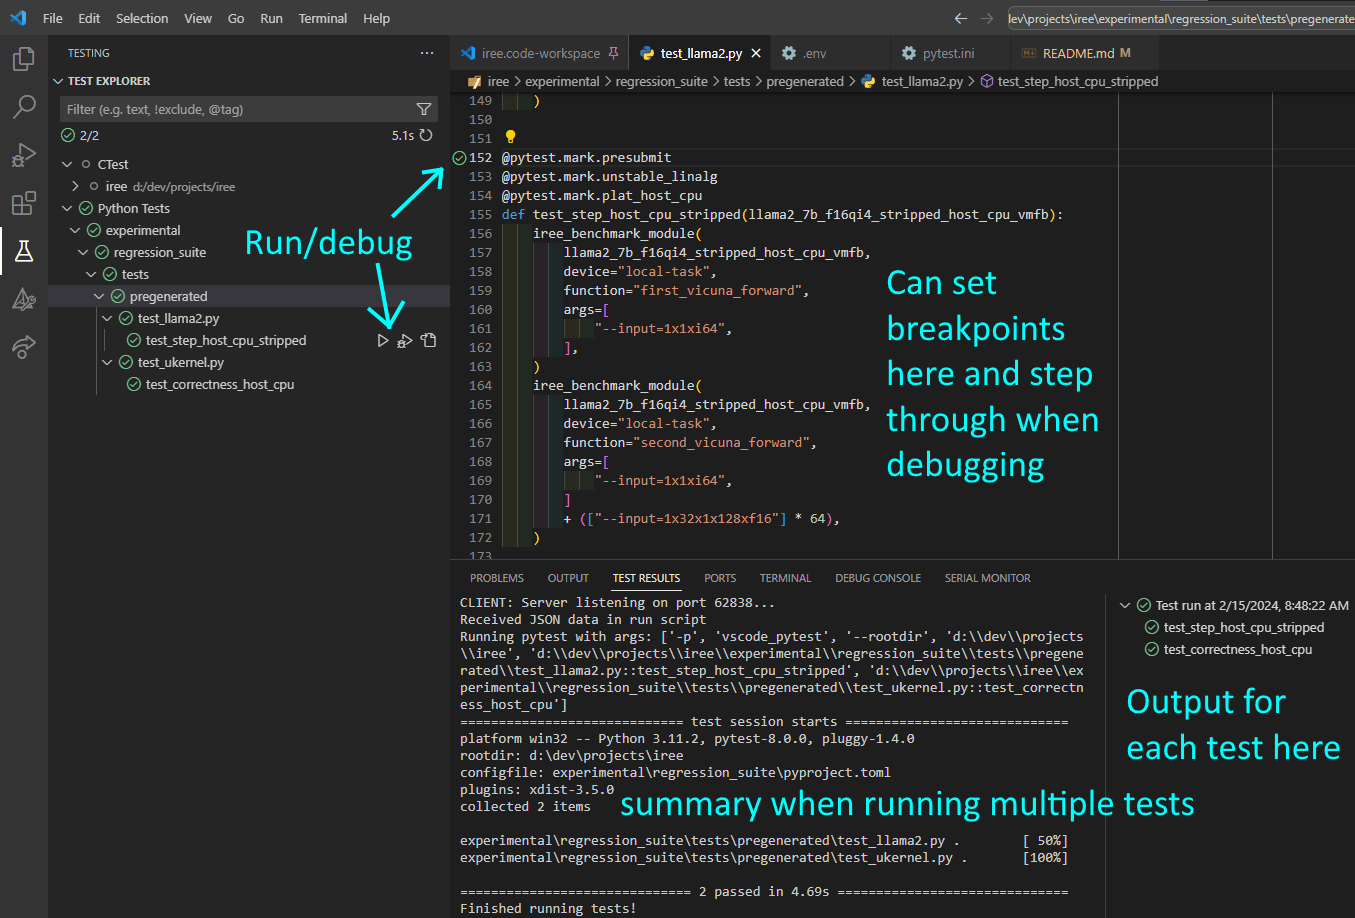 File Edit Selection View Go Run Terminal Help
lev\projects\iree\experimental\regression_suite\tests\pregenerate
TESTING
TEST EXPLORER
Filter (e.g. text, !exclude, @tag)
2/2 5.1s
CTest
iree d:/dev/projects/iree
Python Tests
experimental
regression_suite
tests
pregenerated
test_llama2.py
test_step_host_cpu_stripped
test_ukernel.py
test_correctness_host_cpu
Run/debug
iree.code-workspace test_llama2.py .env pytest.ini README.md M
iree > experimental > regression_suite > tests > pregenerated > test_llama2.py > test_step_host_cpu_stripped
149 )
150
151
152 @pytest.mark.presubmit
153 @pytest.mark.unstable_linalg
154 @pytest.mark.plat_host_cpu
155 def test_step_host_cpu_stripped(llama2_7b_f16qi4_stripped_host_cpu_vmfb):
156 iree_benchmark_module(
157 llama2_7b_f16qi4_stripped_host_cpu_vmfb,
158 device="local-task",
159 function="first_vicuna_forward",
160 args=[
161 "--input=1x1xi64",
162 ],
163 )
164 iree_benchmark_module(
165 llama2_7b_f16qi4_stripped_host_cpu_vmfb,
166 device="local-task",
167 function="second_vicuna_forward",
168 args=[
169 "--input=1x1xi64",
170 ]
171 + (["--input=1x32x1x128xf16"] * 64),
172 )
173
Can set
breakpoints
here and step
through when
debugging
PROBLEMS OUTPUT TEST RESULTS PORTS TERMINAL DEBUG CONSOLE SERIAL MONITOR
CLIENT: Server listening on port 62838...
Received JSON data in run script
Running pytest with args: ['-p', 'vscode_pytest', '--rootdir', 'd:\\dev\\projects
\\iree', 'd:\\dev\\projects\\iree\\experimental\\regression_suite\\tests\\pregene
rated\\test_llama2.py::test_step_host_cpu_stripped', 'd:\\dev\\projects\\iree\\ex
perimental\\regression_suite\\tests\\pregenerated\\test_ukernel.py::test_correctn
ess_host_cpu']
============================= test session starts =============================
platform win32 -- Python 3.11.2, pytest-8.0.0, pluggy-1.4.0
rootdir: d:\dev\projects\iree
configfile: experimental\regression_suite\pyproject.toml
plugins: xdist-3.5.0
collected 2 items
summary when running multiple tests
experimental\regression_suite\tests\pregenerated\test_llama2.py . [ 50%]
experimental\regression_suite\tests\pregenerated\test_ukernel.py . [100%]
============================== 2 passed in 4.69s ==============================
Finished running tests!
Test run at 2/15/2024, 8:48:22 AM
test_step_host_cpu_stripped
test_correctness_host_cpu
Output for
each test here